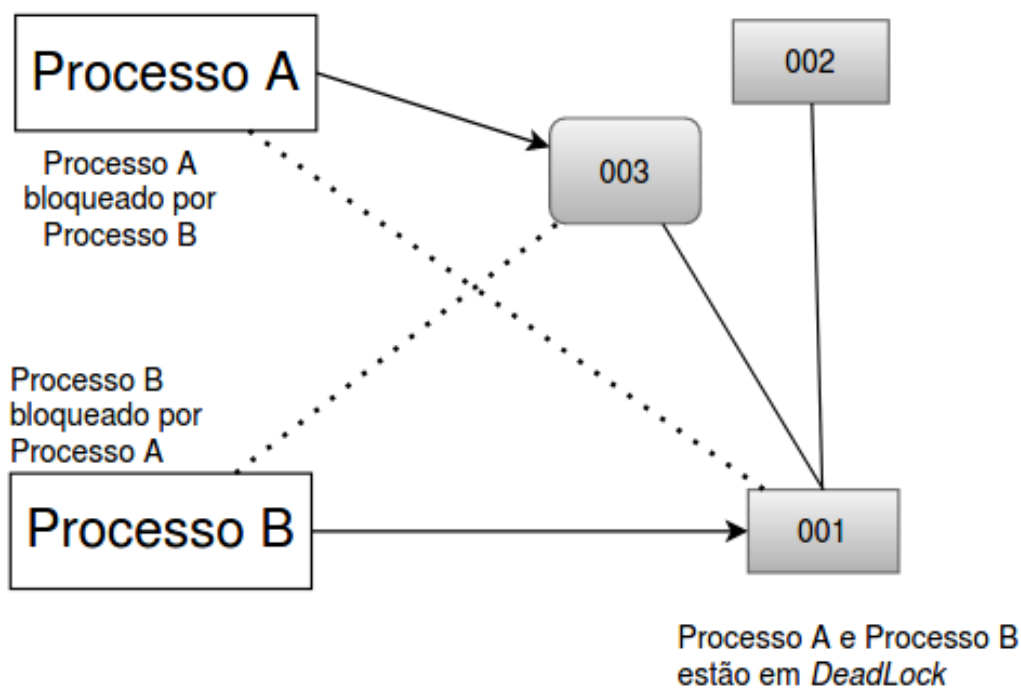 Processo A
002
003
Processo A
bloqueado por
Processo B
Processo B
bloqueado por
Processo A
Processo B
001
Processo A e Processo B
estão em DeadLock